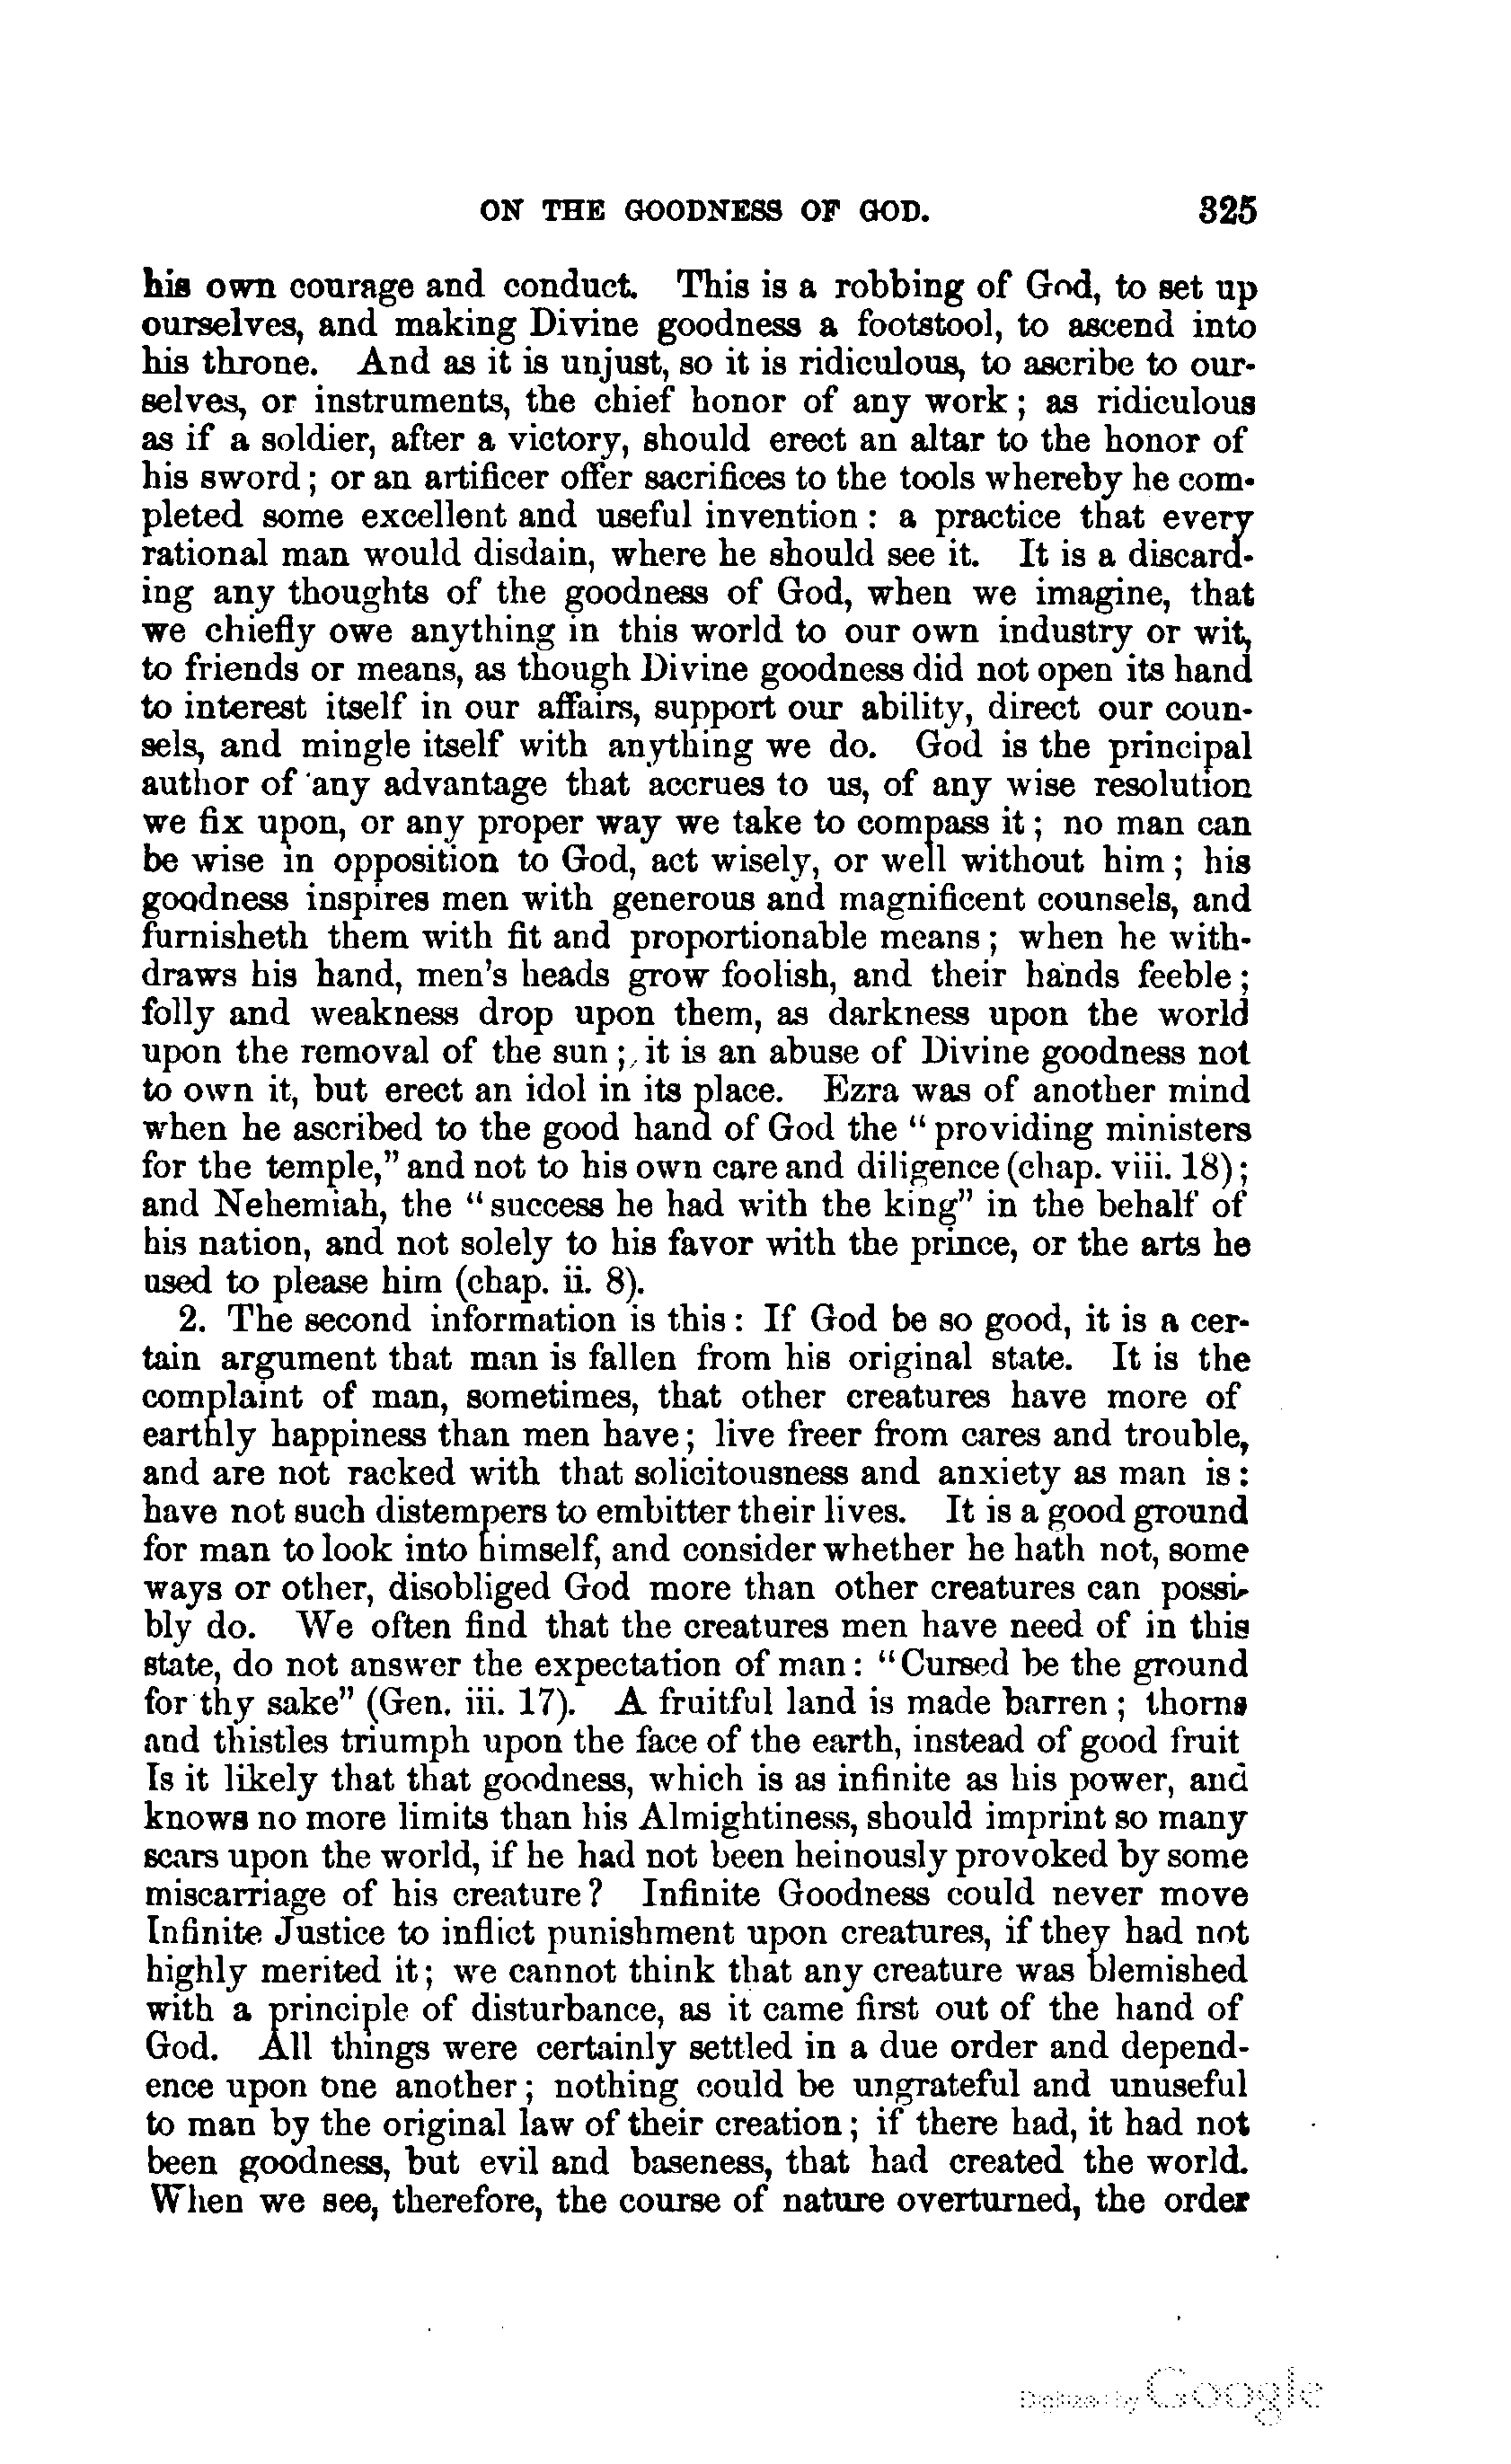 ON THE GOODNESS OF GOD. 325
his own courage and conduct. This is a robbing of God, to set up
ourselves, and making Divine goodness a footstool, to ascend into
his throne. And as it is unjust, so it is ridiculous, to ascribe to our-
selves, or instruments, the chief honor of any work; as ridiculous
as if a soldier, after a victory, should erect an altar to the honor of
his sword; or an artificer offer sacrifices to the tools whereby he com-
pleted some excellent and useful invention: a practice that every
rational man would disdain, where he should see it. It is a discard-
ing any thoughts of the goodness of God, when we imagine, that
we chiefly owe anything in this world to our own industry or wit,
to friends or means, as though Divine goodness did not open its hand
to interest itself in our affairs, support our ability, direct our coun-
sels, and mingle itself with anything we do. God is the principal
author of any advantage that accrues to us, of any wise resolution
we fix upon, or any proper way we take to compass it; no man can
be wise in opposition to God, act wisely, or well without him; his
goodness inspires men with generous and magnificent counsels, and
furnisheth them with fit and proportionable means; when he with-
draws his hand, men's heads grow foolish, and their hands feeble;
folly and weakness drop upon them, as darkness upon the world
upon the removal of the sun; it is an abuse of Divine goodness not
to own it, but erect an idol in its place. Ezra was of another mind
when he ascribed to the good hand of God the "providing ministers
for the temple," and not to his own care and diligence (chap. viii. 18);
and Nehemiah, the "success he had with the king" in the behalf of
his nation, and not solely to his favor with the prince, or the arts he
used to please him (chap. ii. 8).
2. The second information is this: If God be so good, it is a cer-
tain argument that man is fallen from his original state. It is the
complaint of man, sometimes, that other creatures have more of
earthly happiness than men have; live freer from cares and trouble,
and are not racked with that solicitousness and anxiety as man is:
have not such distempers to embitter their lives. It is a good ground
for man to look into himself, and consider whether he hath not, some
ways or other, disobliged God more than other creatures can possi-
bly do. We often find that the creatures men have need of in this
state, do not answer the expectation of man: "Cursed be the ground
for thy sake" (Gen. iii. 17). A fruitful land is made barren; thorns
and thistles triumph upon the face of the earth, instead of good fruit
Is it likely that that goodness, which is as infinite as his power, and
knows no more limits than his Almightiness, should imprint so many
scars upon the world, if he had not been heinously provoked by some
miscarriage of his creature? Infinite Goodness could never move
Infinite Justice to inflict punishment upon creatures, if they had not
highly merited it; we cannot think that any creature was blemished
with a principle of disturbance, as it came first out of the hand of
God. All things were certainly settled in a due order and depend-
ence upon one another; nothing could be ungrateful and unuseful
to man by the original law of their creation; if there had, it had not
been goodness, but evil and baseness, that had created the world.
When we see, therefore, the course of nature overturned, the order
Digitized by Google